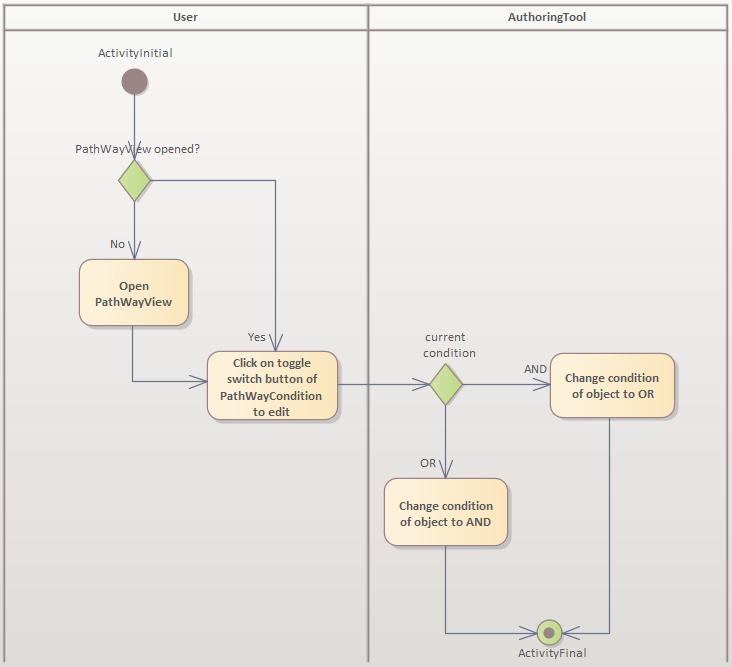 User
AuthoringTool
ActivityInitial
PathWayView opened?
No
Open
PathWayView
Yes
Click on toggle
switch button of
PathWayCondition
to edit
current
condition
AND
Change condition
of object to OR
OR
Change condition
of object to AND
ActivityFinal